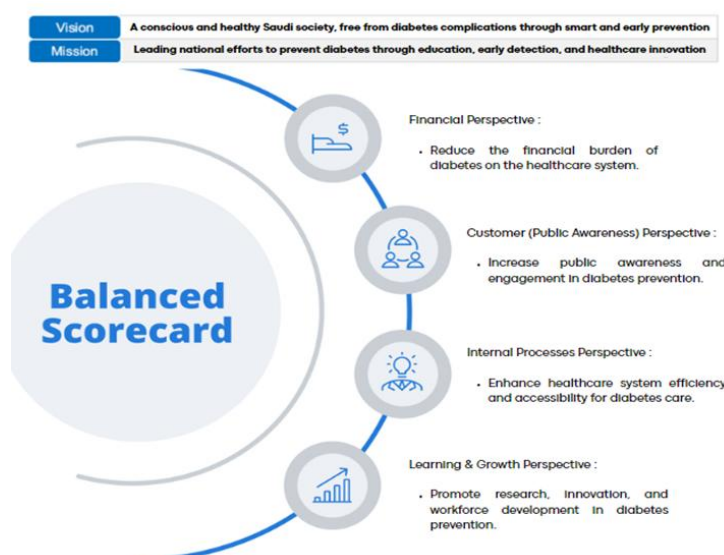 Vision
A conscious and healthy Saudi society, free from diabetes complications through smart and early prevention
Mission
Leading national efforts to prevent diabetes through education, early detection, and healthcare innovation
Balanced
Scorecard
$
Financial Perspective :
• Reduce the financial burden of
diabetes on the healthcare system.
Customer (Public Awareness) Perspective :
• Increase public awareness and
engagement in diabetes prevention.
Internal Processes Perspective :
• Enhance healthcare system efficiency
and accessibility for diabetes care.
Learning & Growth Perspective :
• Promote research, innovation, and
workforce development in diabetes
prevention.